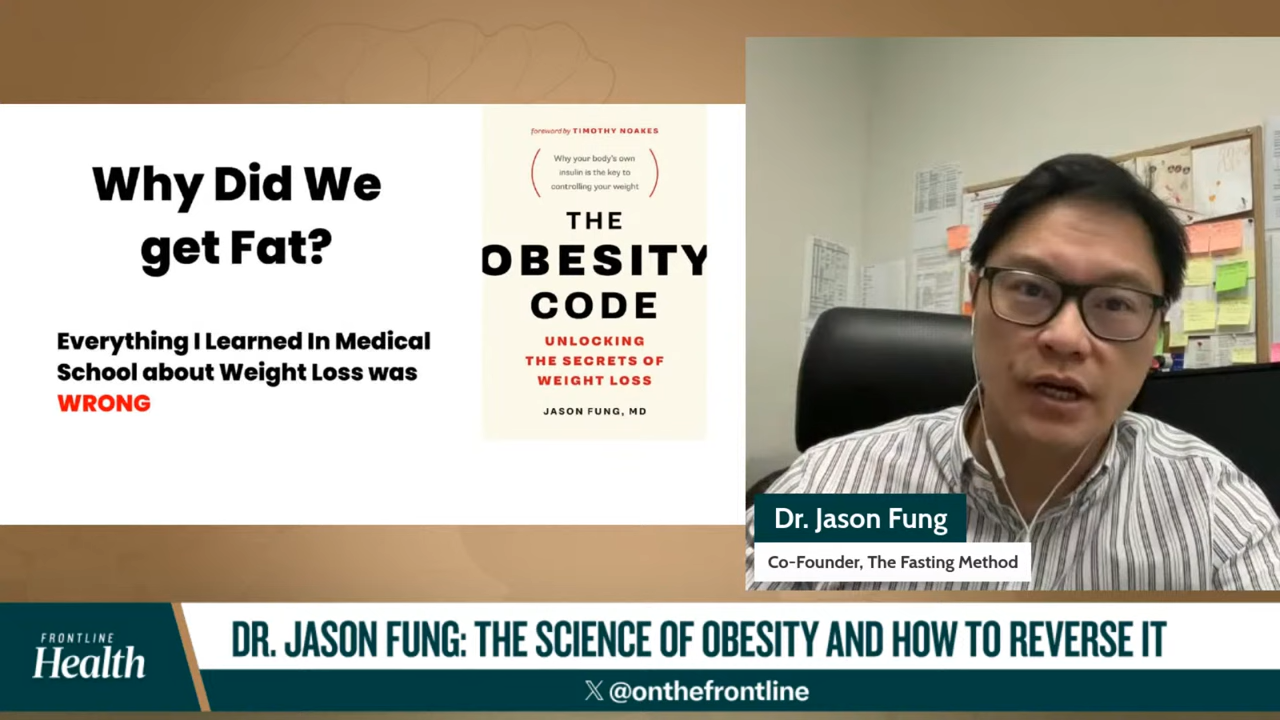 Why Did We
get Fat?
Everything I Learned In Medical
School about Weight Loss was
WRONG
foreword by TIMOTHY NOAKES
Why your body's own
insulin is the key to
controlling your weight
THE
OBESITY
CODE
UNLOCKING
THE SECRETS OF
WEIGHT LOSS
JASON FUNG, MD
Dr. Jason Fung
Co-Founder, The Fasting Method
FRONTLINE
Health
DR. JASON FUNG: THE SCIENCE OF OBESITY AND HOW TO REVERSE IT
X @onthefrontline